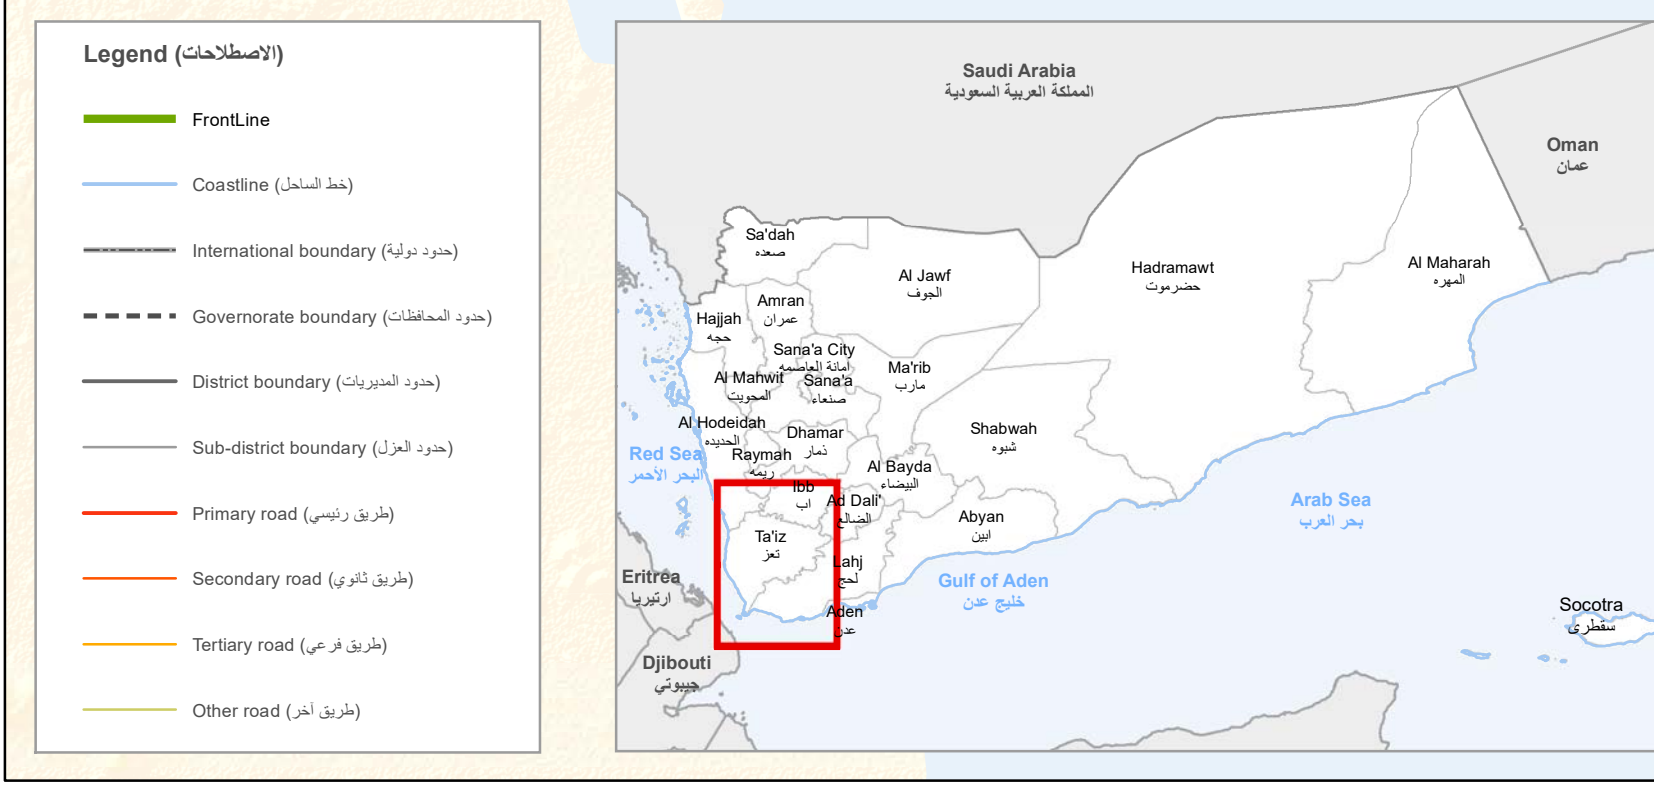 Legend (الاصطلاحات)
FrontLine
Coastline (خط الساحل)
International boundary (حدود دولية)
Governorate boundary (حدود المحافظات)
District boundary (حدود المديريات)
Sub-district boundary (حدود العزل)
Primary road (طريق رئيسي)
Secondary road (طريق ثانوي)
Tertiary road (طريق فرعي)
Other road (طريق آخر)
Saudi Arabia
المملكة العربية السعودية
Oman
عمان
Sa'dah
صعده
Al Jawf
الجوف
Hadramawt
حضرموت
Al Maharah
المهره
Amran
عمران
Hajjah
حجه
Sana'a City
امانة العاصمه
Ma'rib
مارب
Al Mahwit
المحويت
Sana'a
صنعاء
Al Hodeidah
الحديده
Dhamar
ذمار
Shabwah
شبوه
Raymah
ريمه
Red Sea
البحر الأحمر
Al Bayda
البيضاء
Ibb
اب
Ad Dali'
الضالع
Arab Sea
بحر العرب
Abyan
ابين
Ta'iz
تعز
Lahj
لحج
Eritrea
ارتيريا
Gulf of Aden
خليج عدن
Aden
عدن
Socotra
سقطرى
Djibouti
جيبوتي